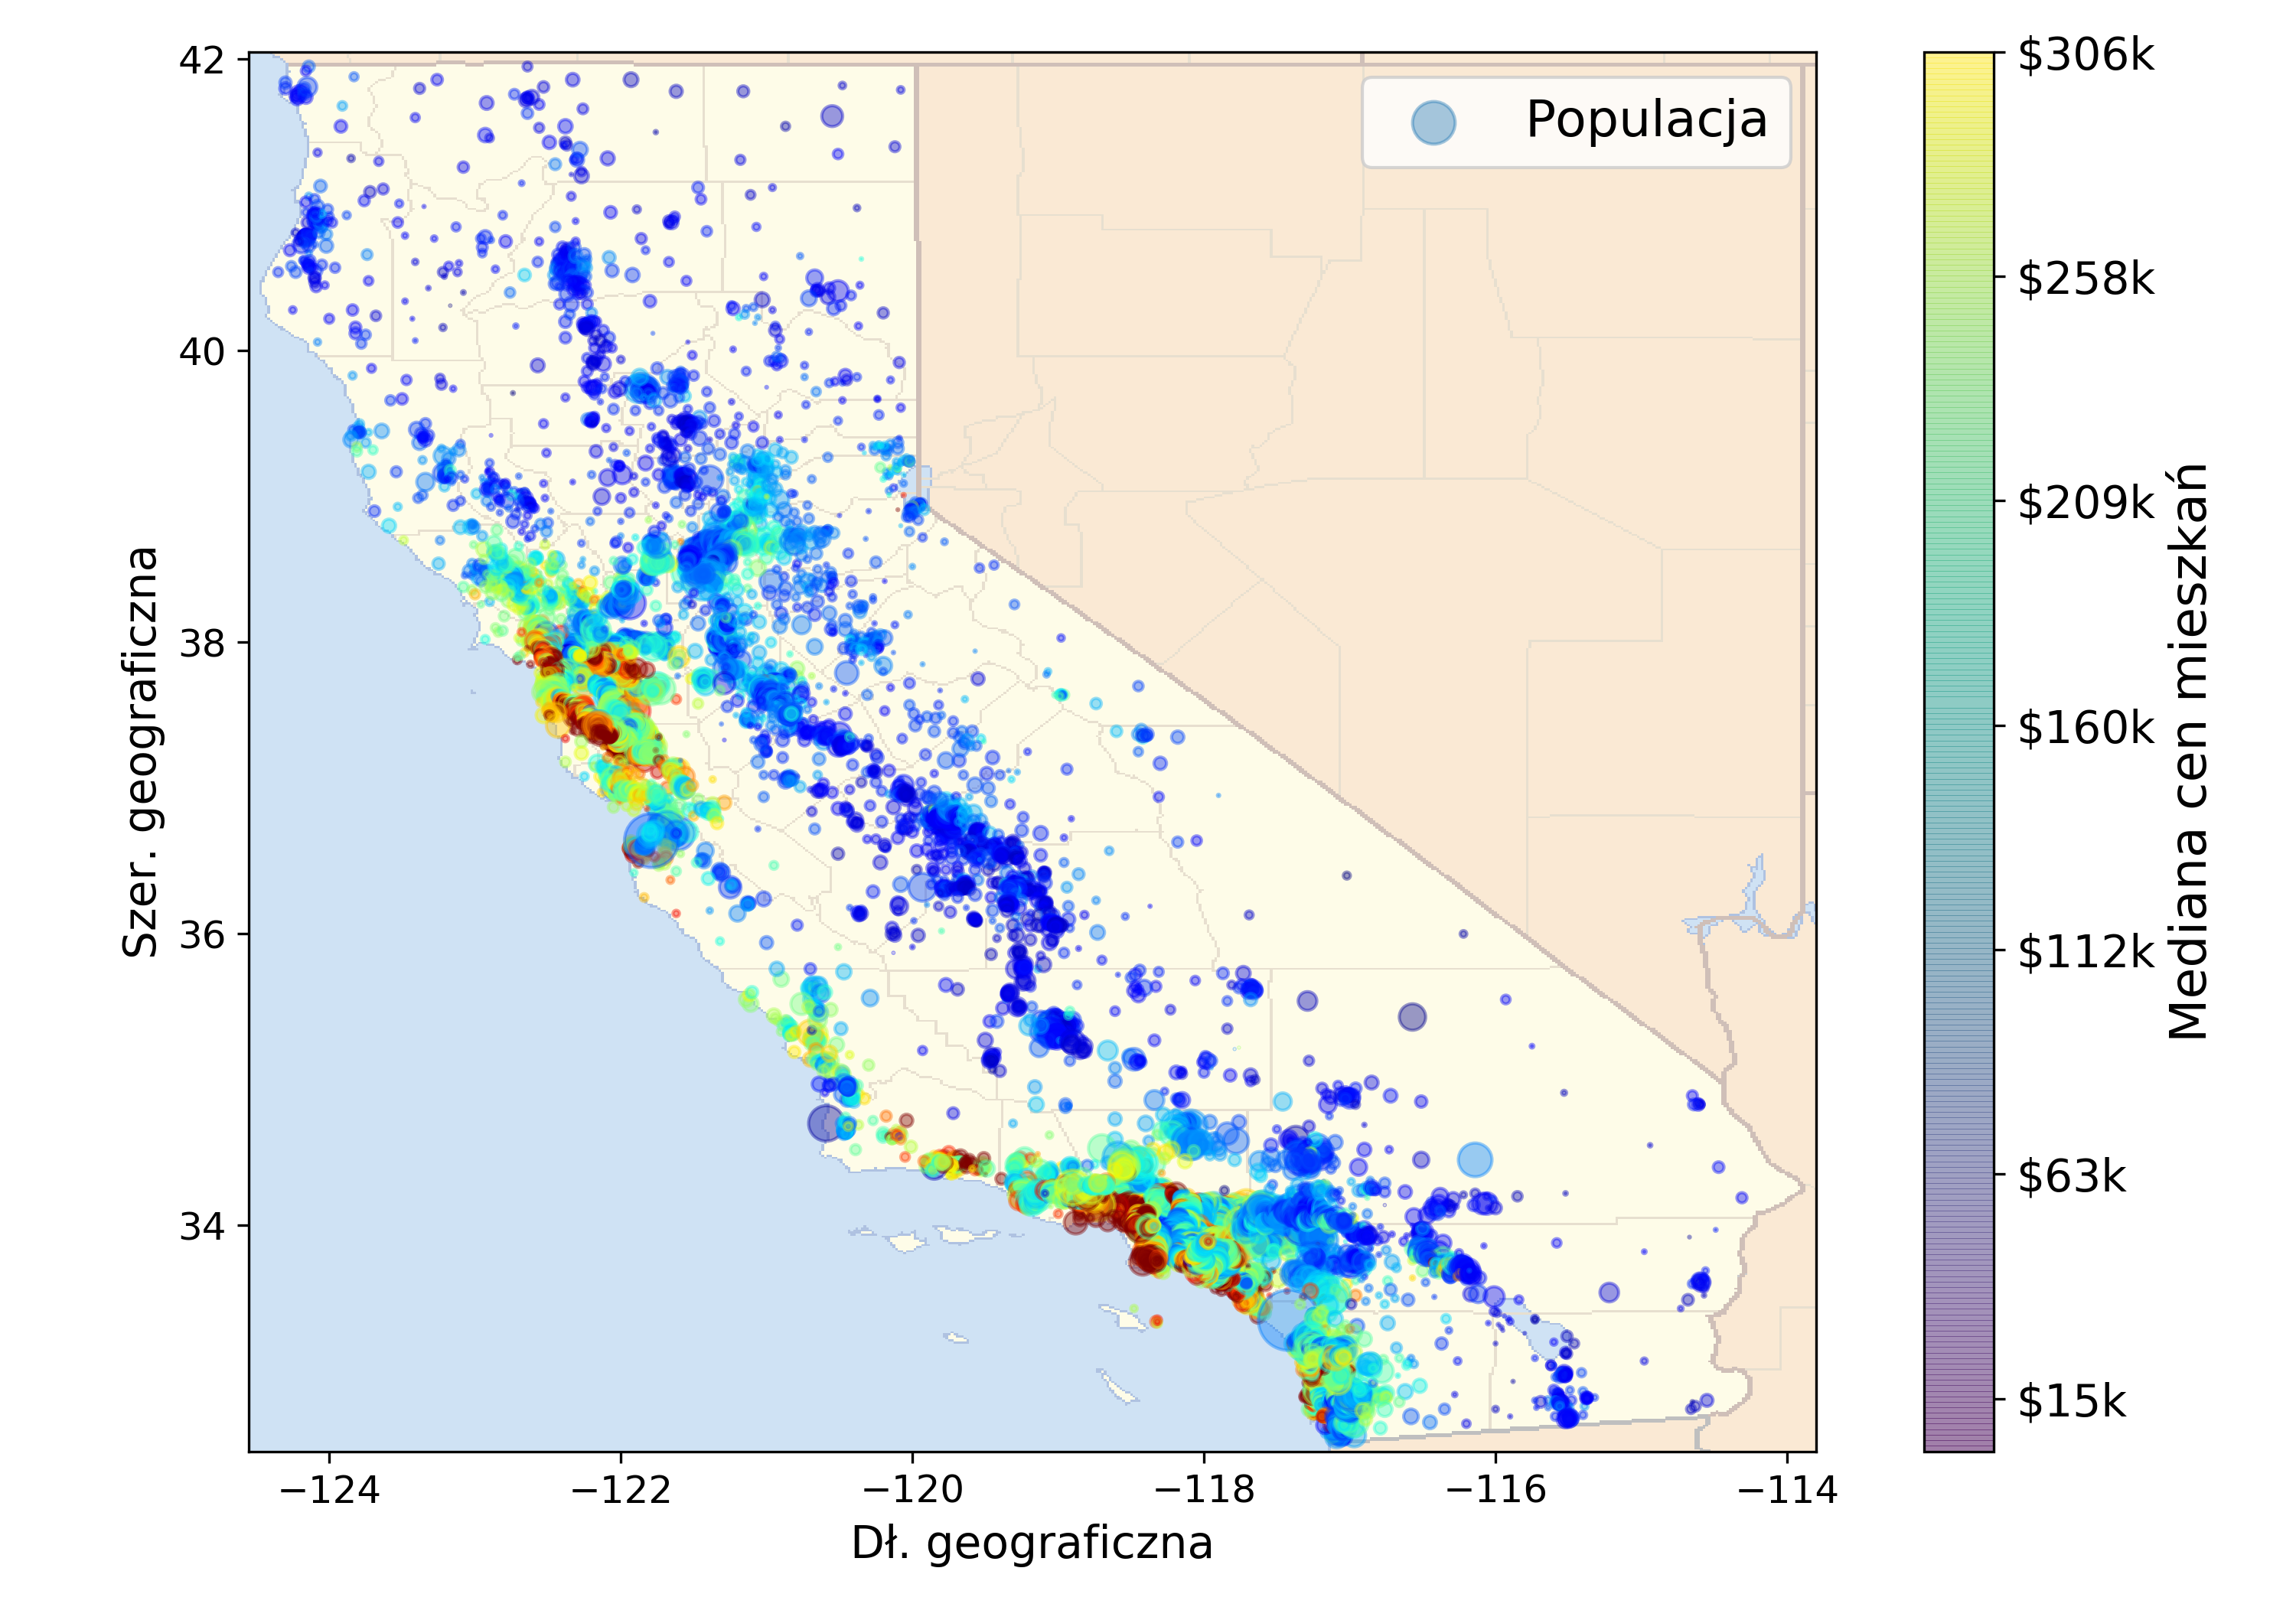 Populacja
42
40
38
36
34
Szer. geograficzna
−124
−122
−120
−118
−116
−114
Dł. geograficzna
$306k
$258k
$209k
$160k
$112k
$63k
$15k
Mediana cen mieszkań